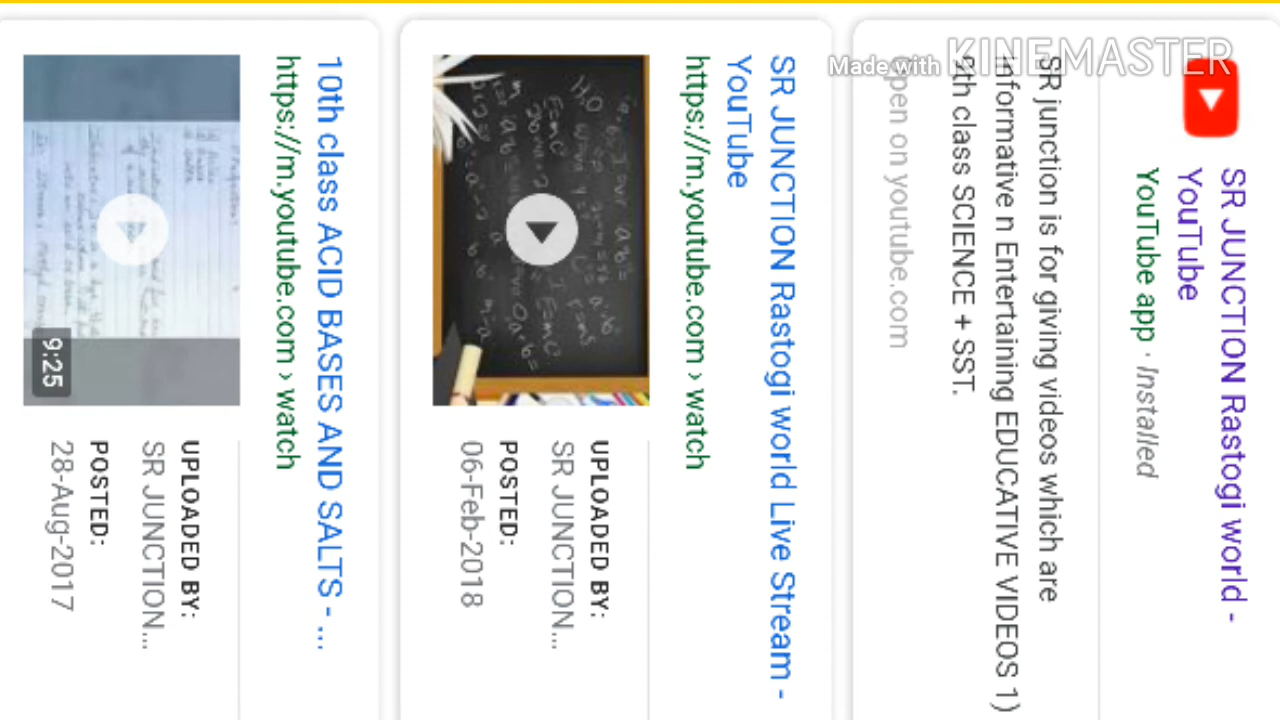 Made with KINEMASTER
SR JUNCTION Rastogi world -
YouTube
YouTube app · Installed
SR junction is for giving videos which are
informative n Entertaining EDUCATIVE VIDEOS 1)
open on youtube.com
th class SCIENCE + SST.
SR JUNCTION Rastogi world Live Stream -
YouTube
https://m.youtube.com › watch
UPLOADED BY:
SR JUNCTION...
POSTED:
06-Feb-2018
10th class ACID BASES AND SALTS - ...
https://m.youtube.com › watch
9:25
UPLOADED BY:
SR JUNCTION...
POSTED:
28-Aug-2017